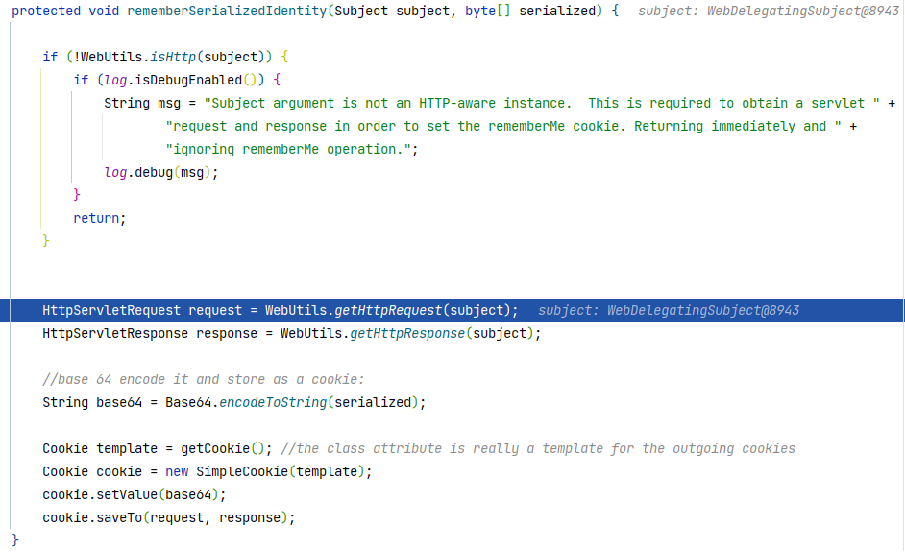 protected void rememberSerializedIdentity(Subject subject, byte[] serialized) {   subject: WebDelegatingSubject@8943
    if (!WebUtils.isHttp(subject)) {
        if (log.isDebugEnabled()) {
            String msg = "Subject argument is not an HTTP-aware instance.  This is required to obtain a servlet " +
                    "request and response in order to set the rememberMe cookie. Returning immediately and " +
                    "ignoring rememberMe operation.";
            log.debug(msg);
        }
        return;
    }
    HttpServletRequest request = WebUtils.getHttpRequest(subject);   subject: WebDelegatingSubject@8943
    HttpServletResponse response = WebUtils.getHttpResponse(subject);
    //base 64 encode it and store as a cookie:
    String base64 = Base64.encodeToString(serialized);
    Cookie template = getCookie(); //the class attribute is really a template for the outgoing cookies
    Cookie cookie = new SimpleCookie(template);
    cookie.setValue(base64);
    cookie.saveTo(request, response);
}